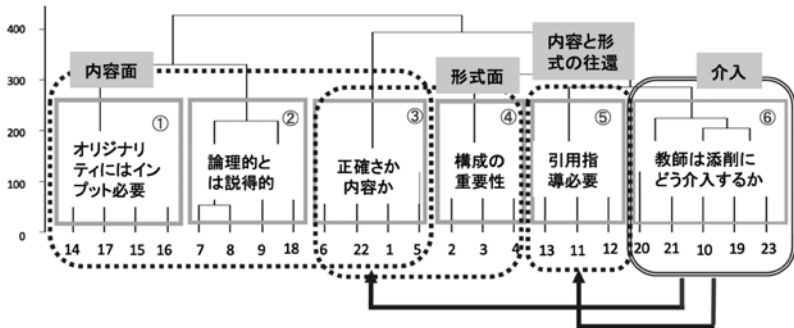 400
300
200
100
0
内容面
形式面
内容と形
式の往還
介入
①
オリジナリ
ティにはイン
プット必要
②
論理的と
は説得的
③
正確さか
内容か
④
構成の
重要性
⑤
引用指
導必要
⑥
教師は添削に
どう介入するか
14 17 15 16 7 8 9 18 6 22 1 5 2 3 4 13 11 12 20 21 10 19 23